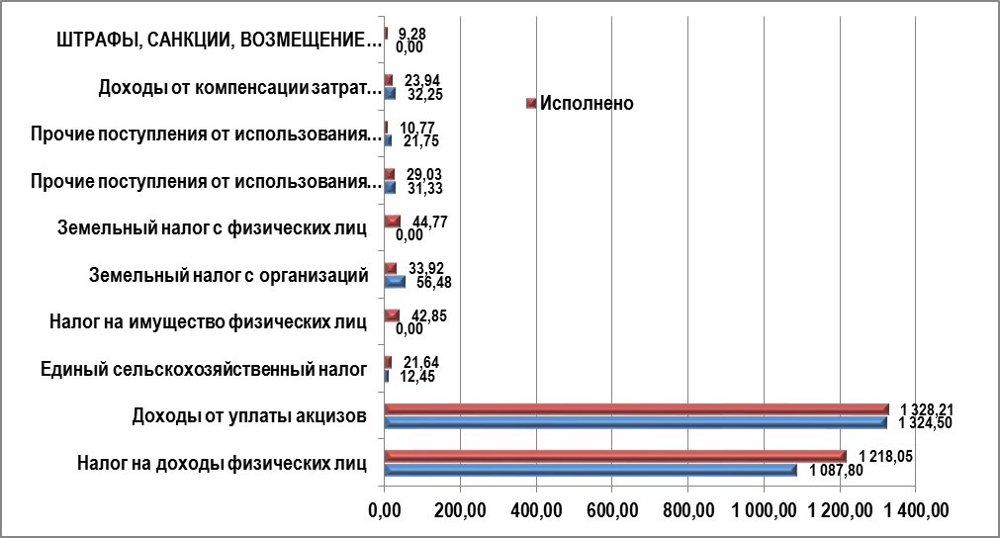 ШТРАФЫ, САНКЦИИ, ВОЗМЕЩЕНИЕ...
9,28
0,00
Доходы от компенсации затрат...
23,94
32,25
Исполнено
Прочие поступления от использования...
10,77
21,75
Прочие поступления от использования...
29,03
31,33
Земельный налог с физических лиц
44,77
0,00
Земельный налог с организаций
33,92
56,48
Налог на имущество физических лиц
42,85
0,00
Единый сельскохозяйственный налог
21,64
12,45
Доходы от уплаты акцизов
1 328,21
1 324,50
Налог на доходы физических лиц
1 218,05
1 087,80
0,00 200,00 400,00 600,00 800,00 1 000,00 1 200,00 1 400,00